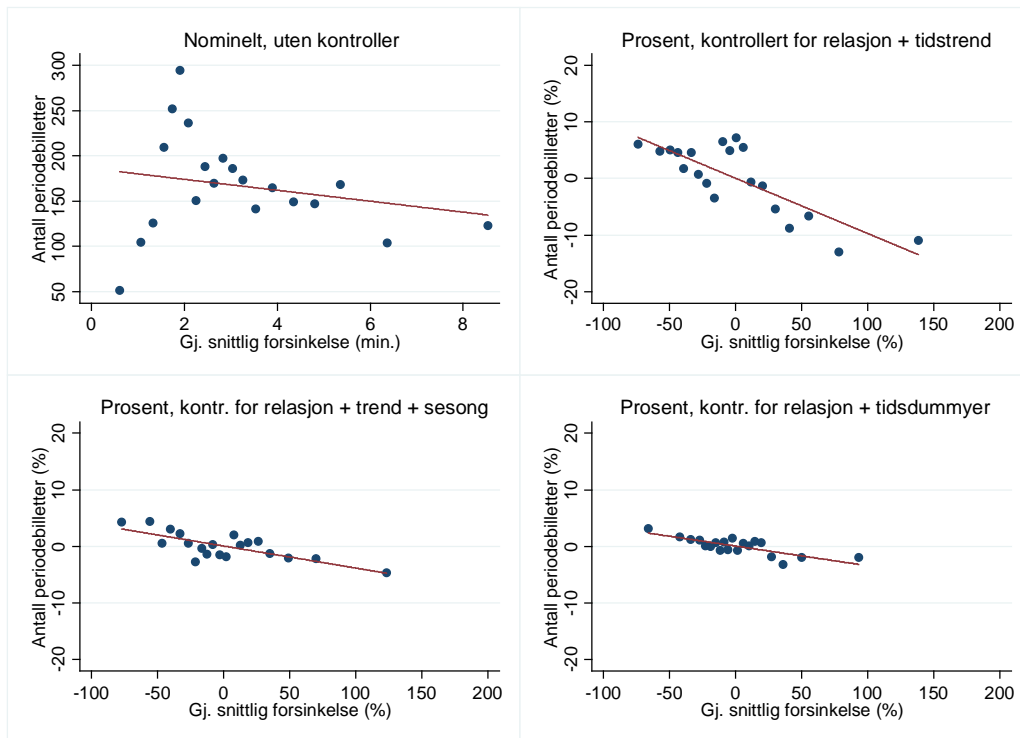 Nominelt, uten kontroller
Antall periodebilletter
300
250
200
150
100
50
0 2 4 6 8
Gj. snittlig forsinkelse (min.)
Prosent, kontrollert for relasjon + tidstrend
Antall periodebilletter (%)
20
10
0
-10
-20
-100 -50 0 50 100 150 200
Gj. snittlig forsinkelse (%)
Prosent, kontr. for relasjon + trend + sesong
Antall periodebilletter (%)
20
10
0
-10
-20
-100 -50 0 50 100 150 200
Gj. snittlig forsinkelse (%)
Prosent, kontr. for relasjon + tidsdummyer
Antall periodebilletter (%)
20
10
0
-10
-20
-100 -50 0 50 100 150 200
Gj. snittlig forsinkelse (%)